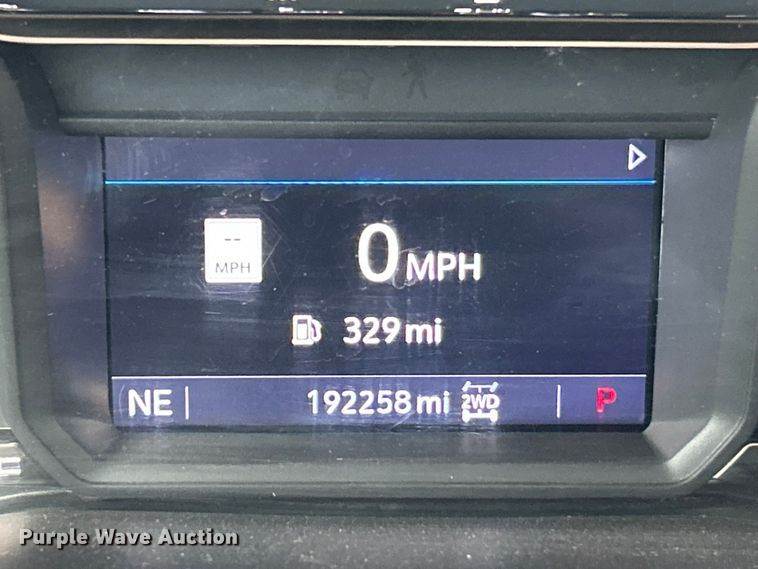 --
MPH
0 MPH
329 mi
NE
192258 mi 2WD
P
Purple Wave Auction